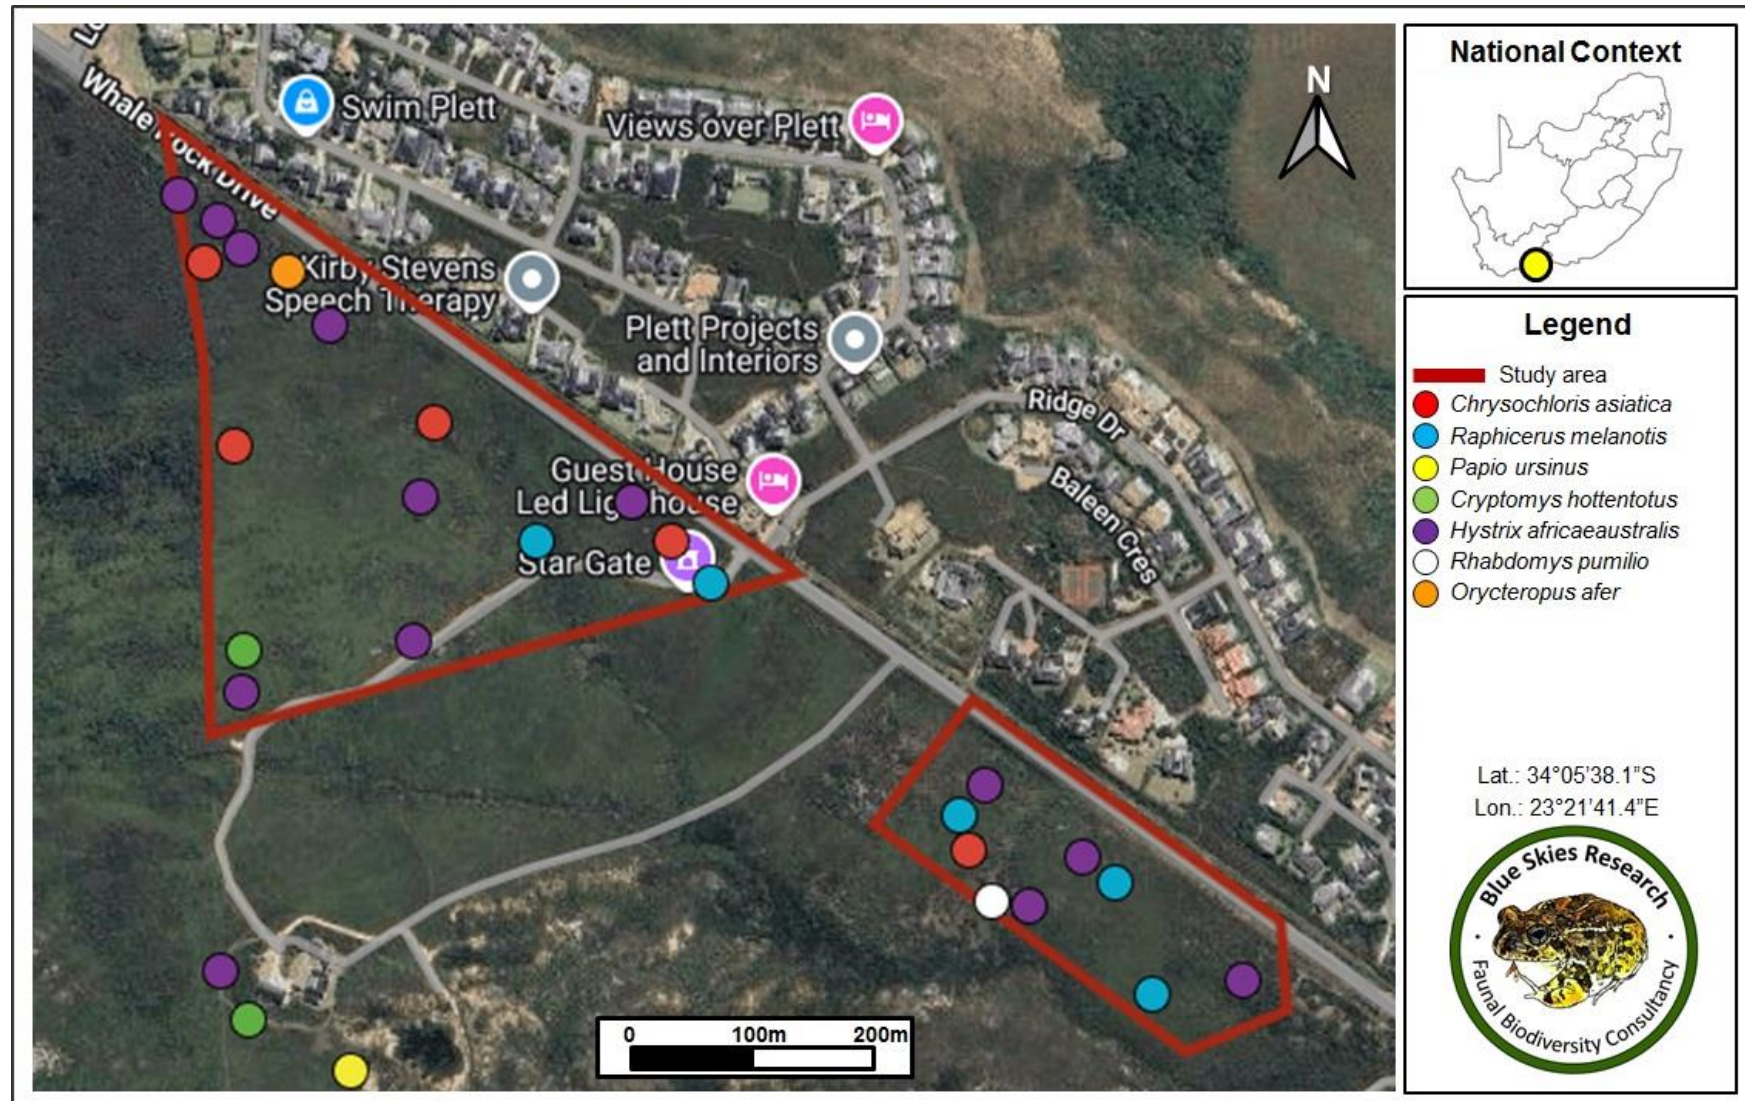 Whale Rock Drive
Swim Plett
Views over Plett
N
Kirby Stevens
Speech Therapy
Plett Projects
and Interiors
Ridge Dr
Baleen Cres
Guest House
Led Lighthouse
Star Gate
0 100m 200m
National Context
Legend
Study area
Chrysochloris asiatica
Raphicerus melanotis
Papio ursinus
Cryptomys hottentotus
Hystrix africaeaustralis
Rhabdomys pumilio
Orycteropus afer
Lat.: 34°05’38.1”S
Lon.: 23°21’41.4”E
Blue Skies Research
Faunal Biodiversity Consultancy